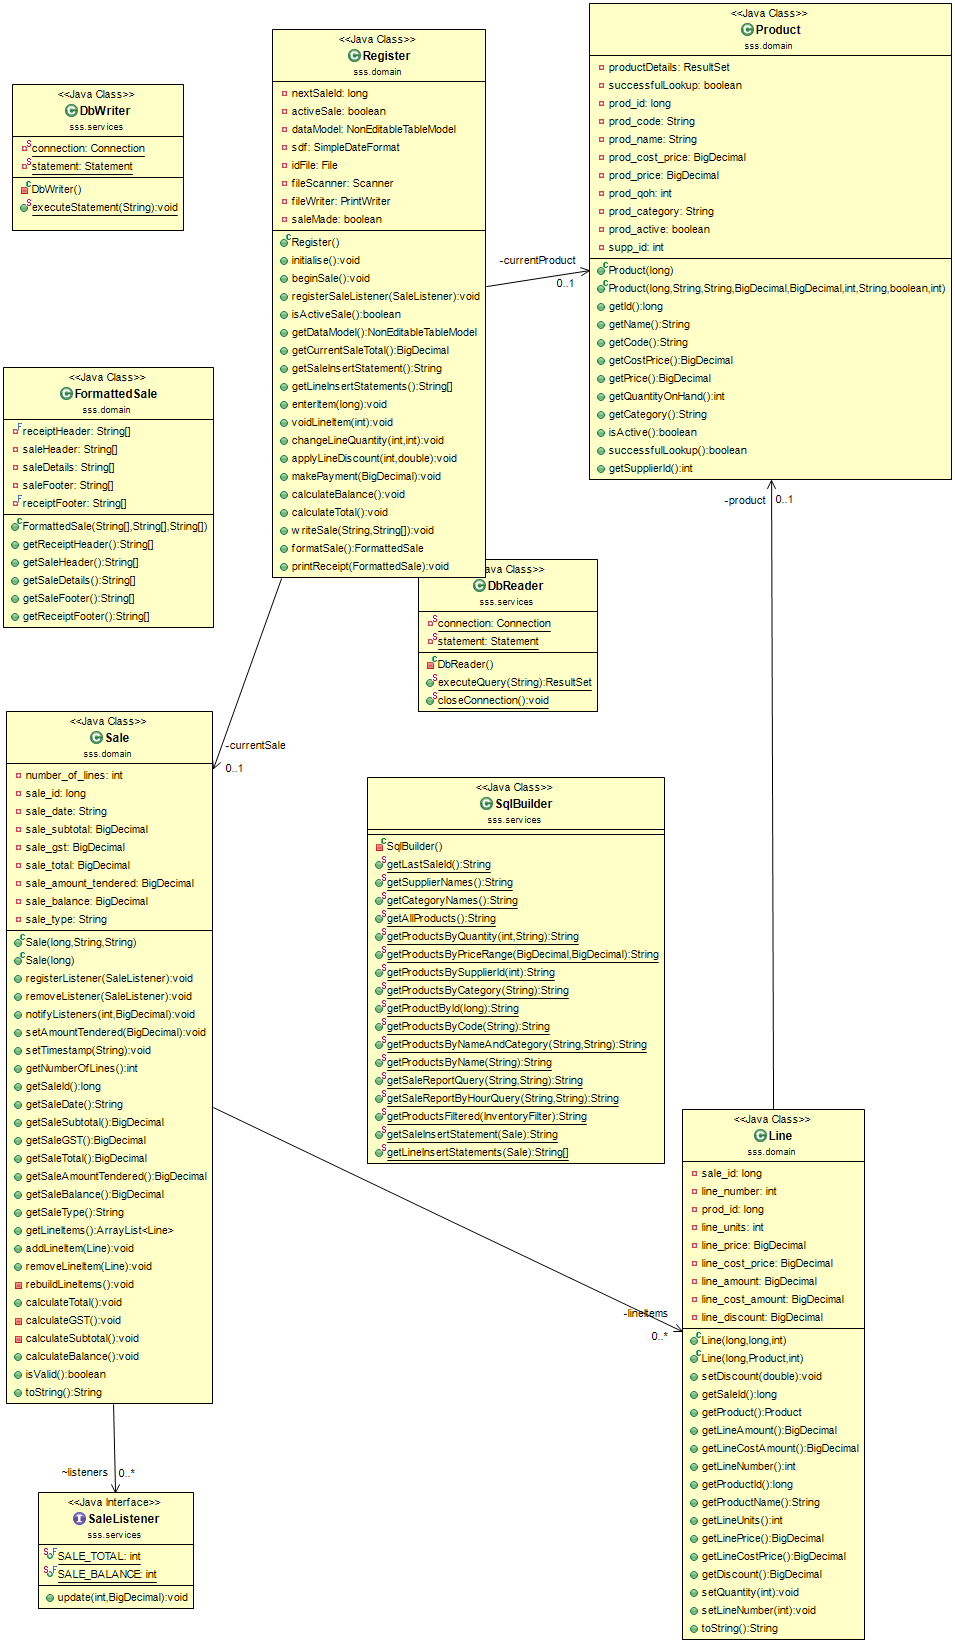 <<Java Class>>
DbWriter
sss.services
connection: Connection
statement: Statement
DbWriter()
executeStatement(String):void
<<Java Class>>
Register
sss.domain
nextSaleId: long
activeSale: boolean
dataModel: NonEditableTableModel
sdf: SimpleDateFormat
idFile: File
fileScanner: Scanner
fileWriter: PrintWriter
saleMade: boolean
Register()
initialise():void
beginSale():void
registerSaleListener(SaleListener):void
isActiveSale():boolean
getDataModel():NonEditableTableModel
getCurrentSaleTotal():BigDecimal
getSaleInsertStatement():String
getLineInsertStatements():String[]
enterItem(long):void
voidLineItem(int):void
changeLineQuantity(int,int):void
applyLineDiscount(int,double):void
makePayment(BigDecimal):void
calculateBalance():void
calculateTotal():void
writeSale(String,String[]):void
formatSale():FormattedSale
printReceipt(FormattedSale):void
-currentProduct
0..1
<<Java Class>>
Product
sss.domain
productDetails: ResultSet
successfulLookup: boolean
prod_id: long
prod_code: String
prod_name: String
prod_cost_price: BigDecimal
prod_price: BigDecimal
prod_qoh: int
prod_category: String
prod_active: boolean
supp_id: int
Product(long)
Product(long,String,String,BigDecimal,BigDecimal,int,String,boolean,int)
getId():long
getName():String
getCode():String
getCostPrice():BigDecimal
getPrice():BigDecimal
getQuantityOnHand():int
getCategory():String
isActive():boolean
successfulLookup():boolean
getSupplierId():int
-product
0..1
<<Java Class>>
FormattedSale
sss.domain
receiptHeader: String[]
saleHeader: String[]
saleDetails: String[]
saleFooter: String[]
receiptFooter: String[]
FormattedSale(String[],String[],String[])
getReceiptHeader():String[]
getSaleHeader():String[]
getSaleDetails():String[]
getSaleFooter():String[]
getReceiptFooter():String[]
ava Class>>
DbReader
sss.services
connection: Connection
statement: Statement
DbReader()
executeQuery(String):ResultSet
closeConnection():void
-currentSale
0..1
<<Java Class>>
Sale
sss.domain
number_of_lines: int
sale_id: long
sale_date: String
sale_subtotal: BigDecimal
sale_gst: BigDecimal
sale_total: BigDecimal
sale_amount_tendered: BigDecimal
sale_balance: BigDecimal
sale_type: String
Sale(long,String,String)
Sale(long)
registerListener(SaleListener):void
removeListener(SaleListener):void
notifyListeners(int,BigDecimal):void
setAmountTendered(BigDecimal):void
setTimestamp(String):void
getNumberOfLines():int
getSaleId():long
getSaleDate():String
getSaleSubtotal():BigDecimal
getSaleGST():BigDecimal
getSaleTotal():BigDecimal
getSaleAmountTendered():BigDecimal
getSaleBalance():BigDecimal
getSaleType():String
getLineItems():ArrayList<Line>
addLineItem(Line):void
removeLineItem(Line):void
rebuildLineItems():void
calculateTotal():void
calculateGST():void
calculateSubtotal():void
calculateBalance():void
isValid():boolean
toString():String
<<Java Class>>
SqlBuilder
sss.services
SqlBuilder()
getLastSaleId():String
getSupplierNames():String
getCategoryNames():String
getAllProducts():String
getProductsByQuantity(int,String):String
getProductsByPriceRange(BigDecimal,BigDecimal):String
getProductsBySupplierId(int):String
getProductsByCategory(String):String
getProductById(long):String
getProductsByCode(String):String
getProductsByNameAndCategory(String,String):String
getProductsByName(String):String
getSaleReportQuery(String,String):String
getSaleReportByHourQuery(String,String):String
getProductsFiltered(InventoryFilter):String
getSaleInsertStatement(Sale):String
getLineInsertStatements(Sale):String[]
-lineItems
0..*
<<Java Class>>
Line
sss.domain
sale_id: long
line_number: int
prod_id: long
line_units: int
line_price: BigDecimal
line_cost_price: BigDecimal
line_amount: BigDecimal
line_cost_amount: BigDecimal
line_discount: BigDecimal
Line(long,long,int)
Line(long,Product,int)
setDiscount(double):void
getSaleId():long
getProduct():Product
getLineAmount():BigDecimal
getLineCostAmount():BigDecimal
getLineNumber():int
getProductId():long
getProductName():String
getLineUnits():int
getLinePrice():BigDecimal
getLineCostPrice():BigDecimal
getDiscount():BigDecimal
setQuantity(int):void
setLineNumber(int):void
toString():String
~listeners
0..*
<<Java Interface>>
SaleListener
sss.services
SALE_TOTAL: int
SALE_BALANCE: int
update(int,BigDecimal):void